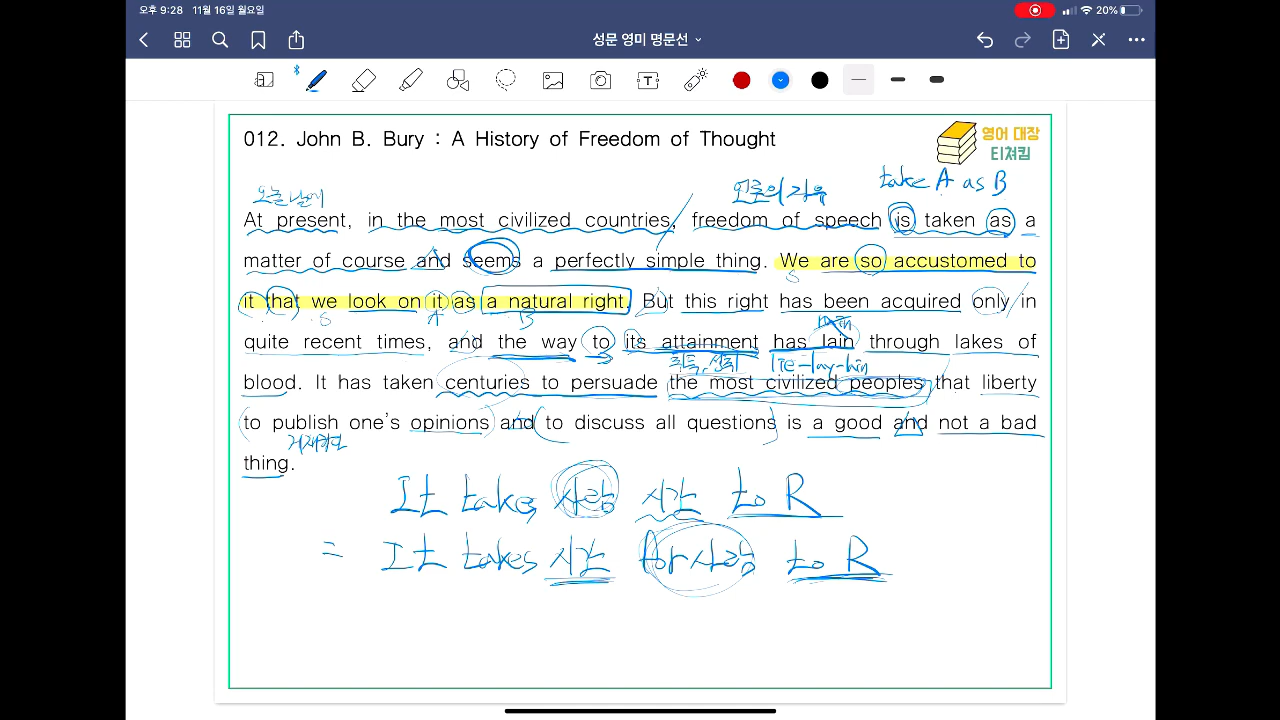 오후 9:28 11월 16일 월요일 20%
성문 영미 명문선
012. John B. Bury : A History of Freedom of Thought
영어 대장
티쳐킴
오늘날에 언론의 자유 take A as B
At present, in the most civilized countries, freedom of speech is taken as a
matter of course and seems a perfectly simple thing. We are so accustomed to
S
it that we look on it as a natural right. But this right has been acquired only in
S A B
quite recent times, and the way to its attainment has lain through lakes of
취득, 성취 lie-lay-lain
blood. It has taken centuries to persuade the most civilized peoples that liberty
to publish one's opinions and to discuss all questions is a good and not a bad
thing.
It takes 사람 시간 to R
= It takes 시간 for 사람 to R